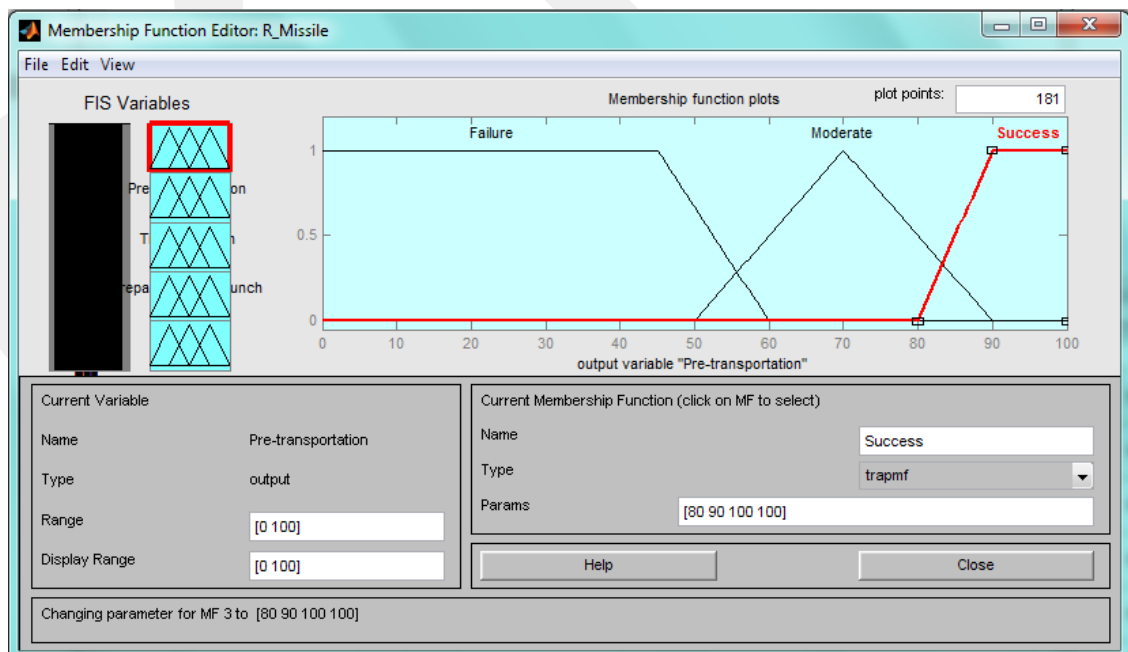 Membership Function Editor: R_Missile
File Edit View
FIS Variables
Membership function plots
plot points:
181
Failure
Moderate
Success
1
0.5
0
0 10 20 30 40 50 60 70 80 90 100
output variable "Pre-transportation"
Current Variable
Name Pre-transportation
Type output
Range [0 100]
Display Range [0 100]
Current Membership Function (click on MF to select)
Name Success
Type trapmf
Params [80 90 100 100]
Help
Close
Changing parameter for MF 3 to [80 90 100 100]